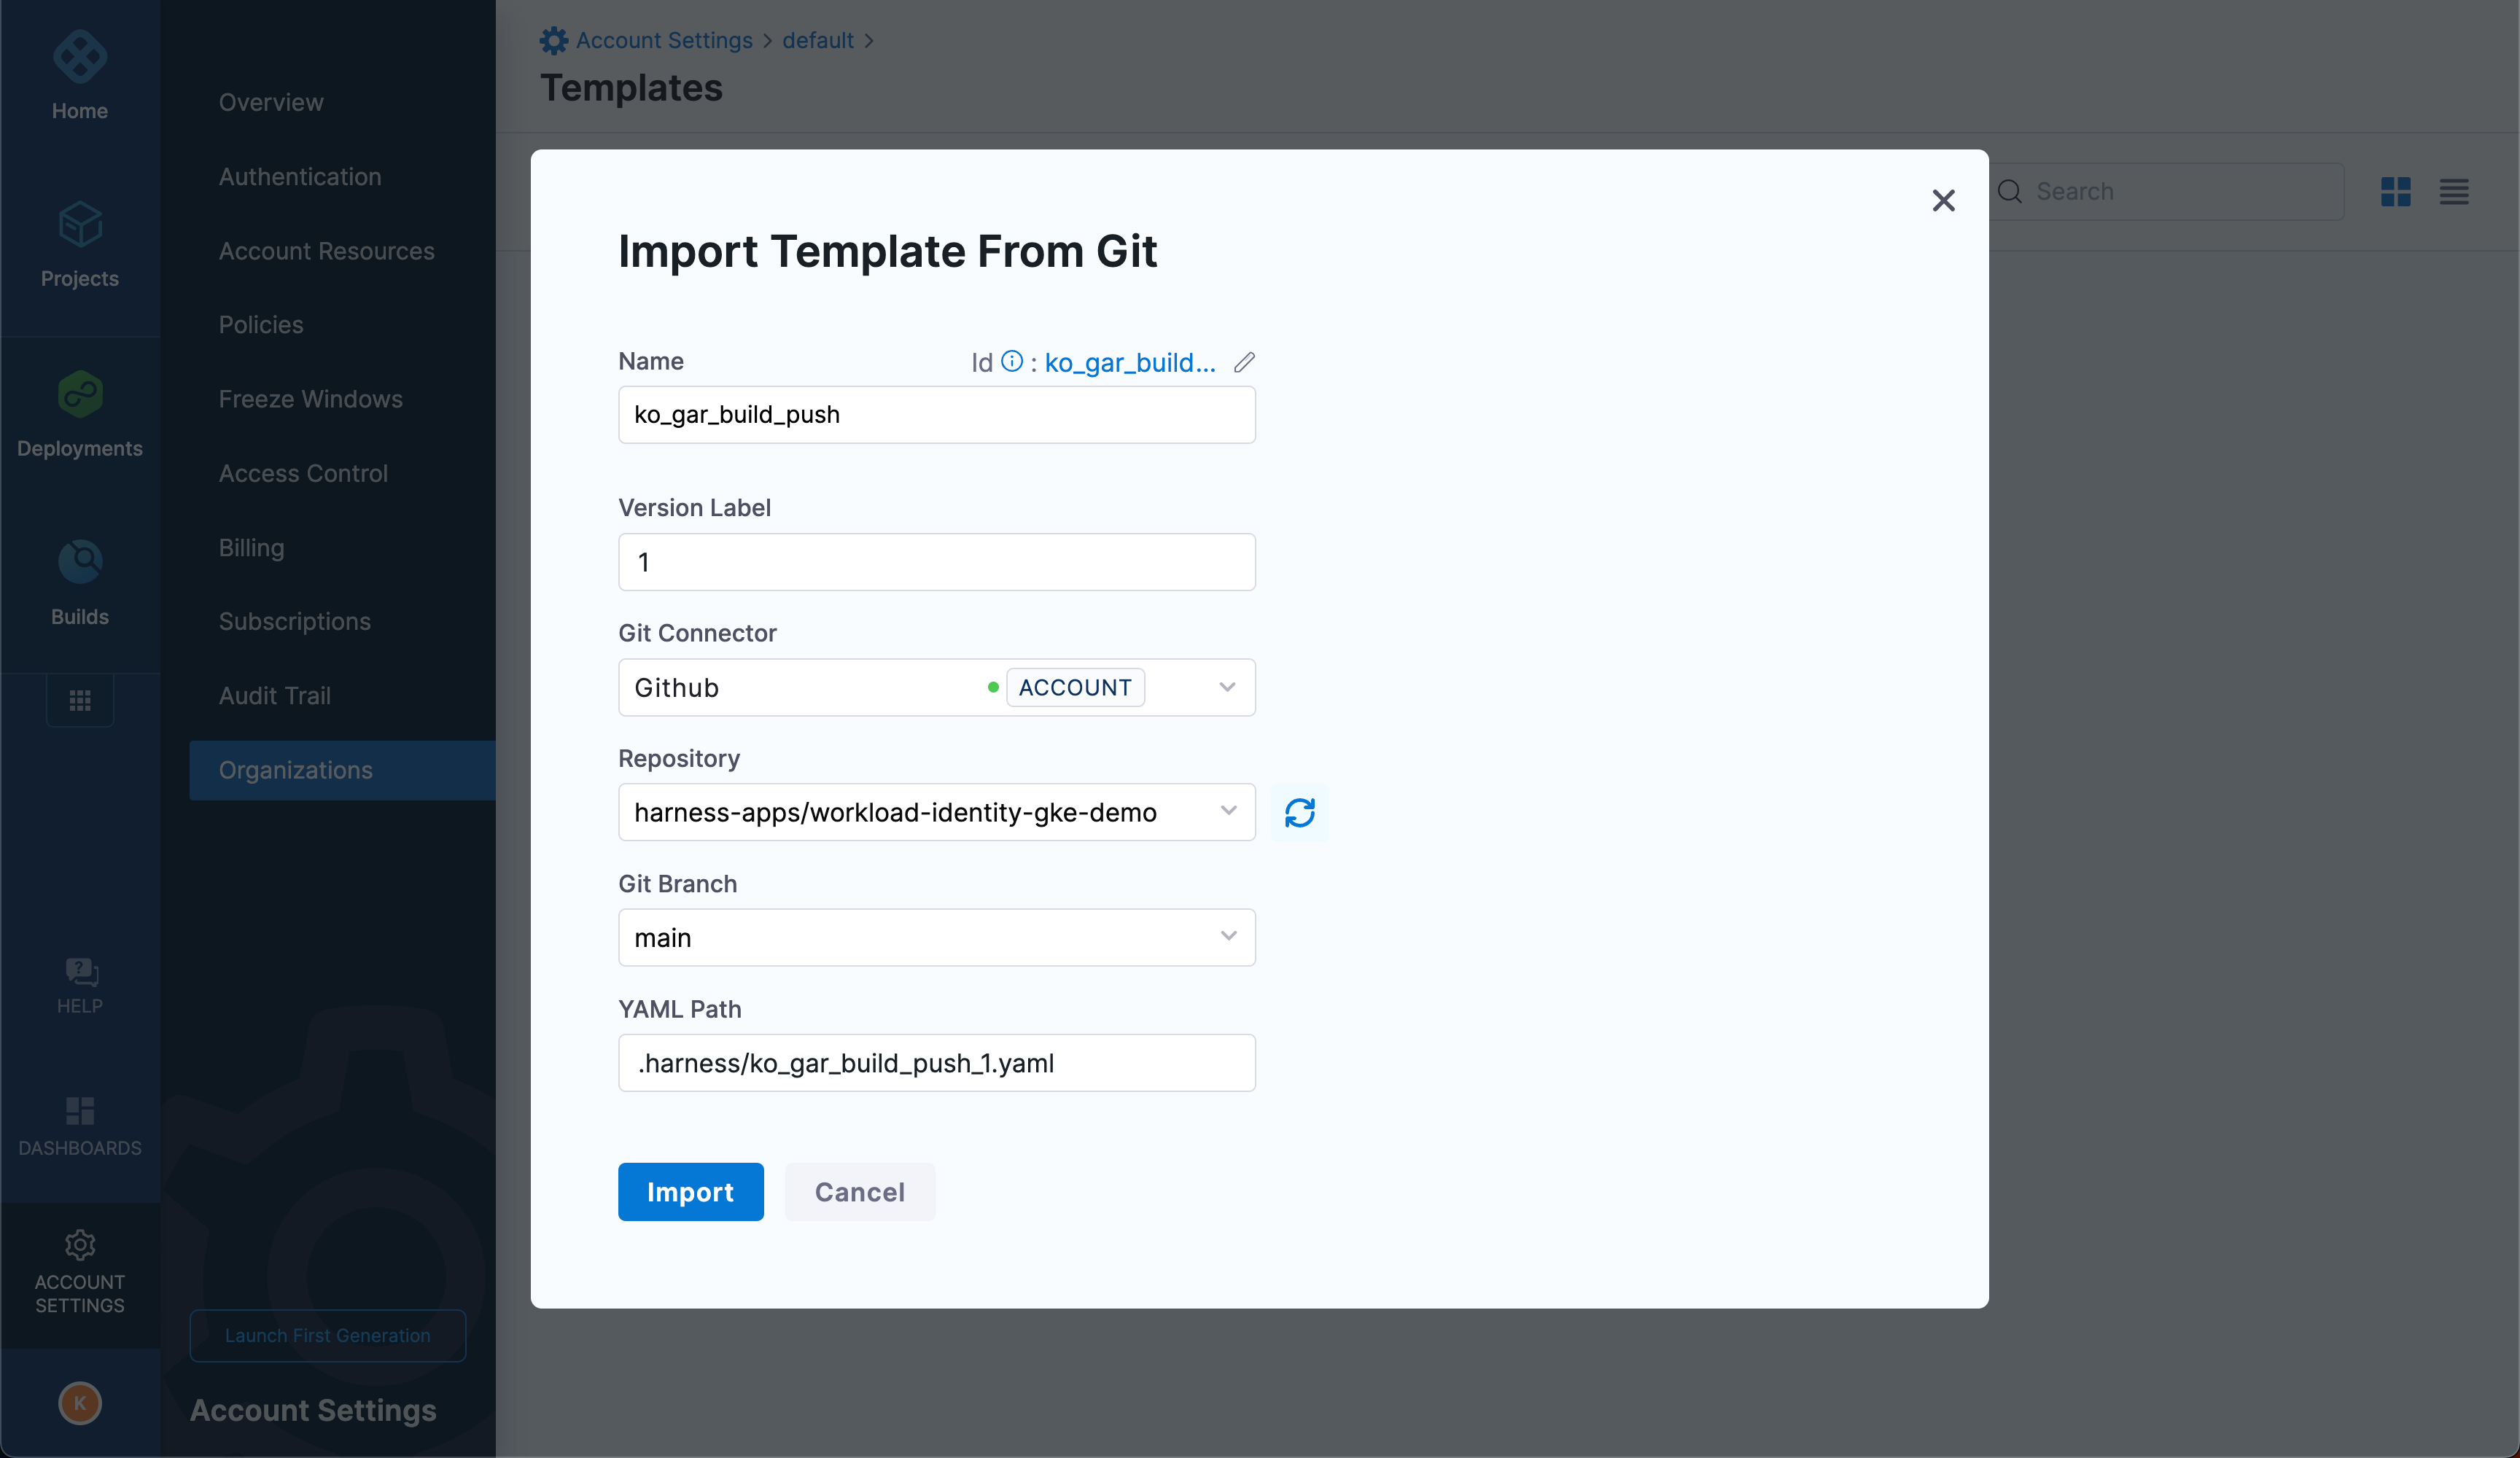 Home
Projects
Deployments
Builds
HELP
DASHBOARDS
ACCOUNT
SETTINGS
K
Overview
Authentication
Account Resources
Policies
Freeze Windows
Access Control
Billing
Subscriptions
Audit Trail
Organizations
Launch First Generation
Account Settings
Account Settings > default >
Templates
Search
Import Template From Git
Name
Id : ko_gar_build...
ko_gar_build_push
Version Label
1
Git Connector
Github ACCOUNT
Repository
harness-apps/workload-identity-gke-demo
Git Branch
main
YAML Path
.harness/ko_gar_build_push_1.yaml
Import Cancel